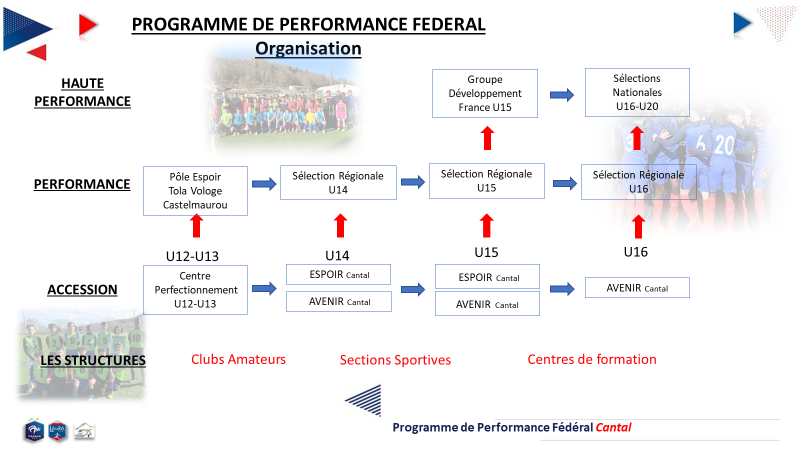 PROGRAMME DE PERFORMANCE FEDERAL
Organisation
HAUTE
PERFORMANCE
Groupe
Développement
France U15
Sélections
Nationales
U16-U20
PERFORMANCE
Pôle Espoir
Tola Vologe
Castelmaurou
Sélection Régionale
U14
Sélection Régionale
U15
Sélection Régionale
U16
6 20
U12-U13
U14
U15
U16
ACCESSION
Centre
Perfectionnement
U12-U13
ESPOIR Cantal
AVENIR Cantal
ESPOIR Cantal
AVENIR Cantal
AVENIR Cantal
LES STRUCTURES
Clubs Amateurs
Sections Sportives
Centres de formation
Programme de Performance Fédéral Cantal